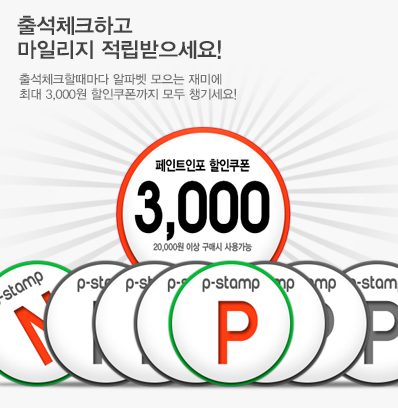 출석체크하고
마일리지 적립받으세요!
출석체크할때마다 알파벳 모으는 재미에
최대 3,000원 할인쿠폰까지 모두 챙기세요!
페인트인포 할인쿠폰
3,000
20,000원 이상 구매시 사용가능
p-stamp p-stamp p-stamp p-stamp p-stam
N P P P